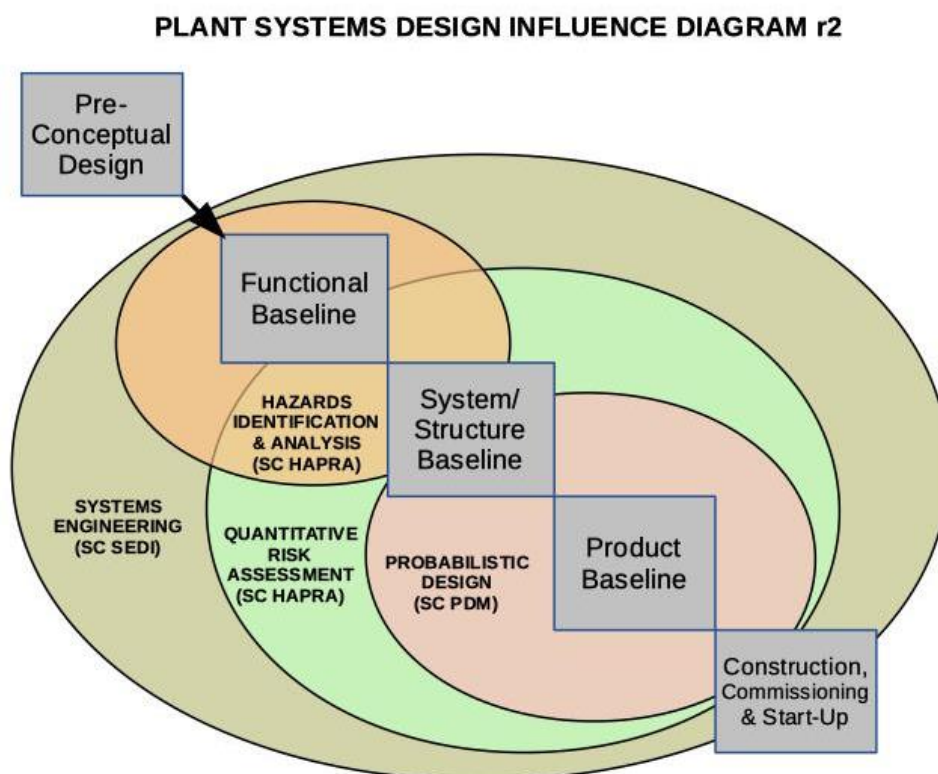 PLANT SYSTEMS DESIGN INFLUENCE DIAGRAM r2
Pre-
Conceptual
Design
Functional
Baseline
HAZARDS
IDENTIFICATION
& ANALYSIS
(SC HAPRA)
System/
Structure
Baseline
SYSTEMS
ENGINEERING
(SC SEDI)
QUANTITATIVE
RISK
ASSESSMENT
(SC HAPRA)
PROBABILISTIC
DESIGN
(SC PDM)
Product
Baseline
Construction,
Commissioning
& Start-Up